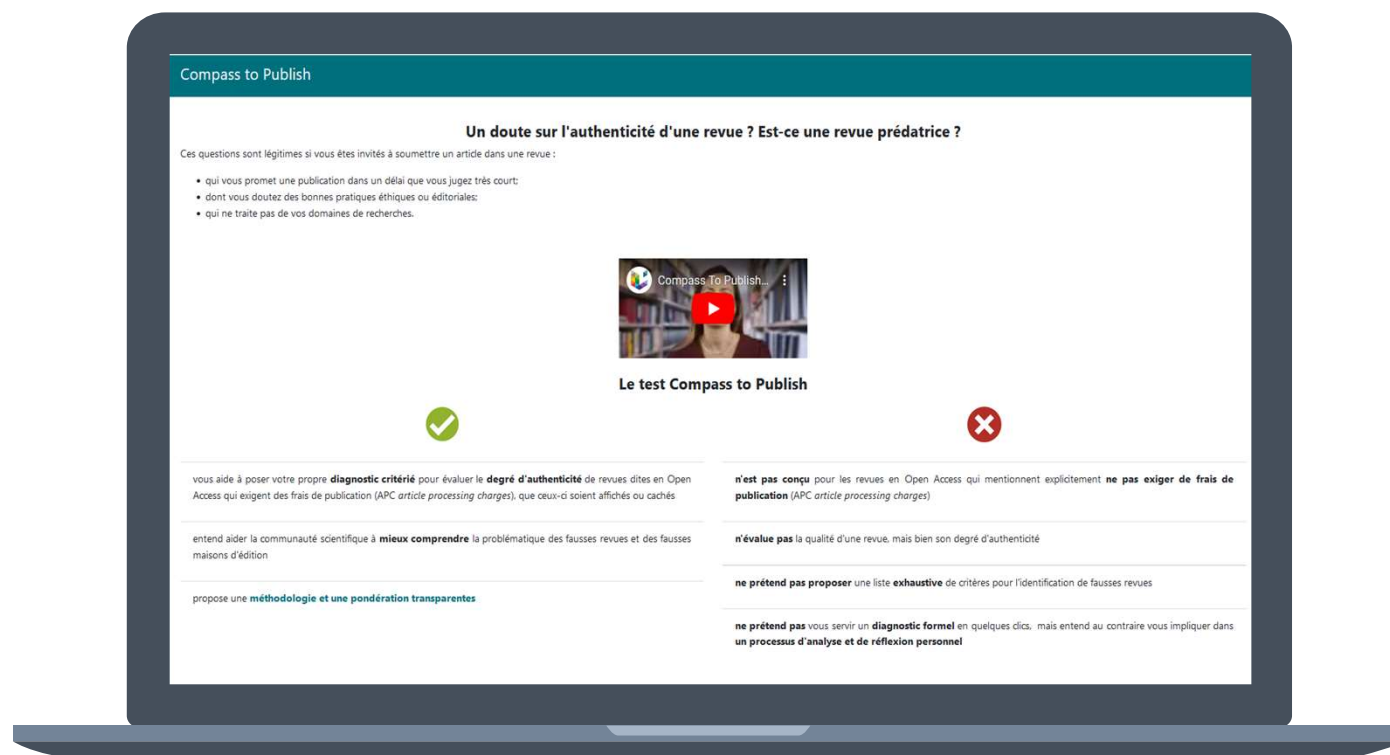 Compass to Publish
Un doute sur l'authenticité d'une revue ? Est-ce une revue prédatrice ?
Ces questions sont légitimes si vous êtes invités à soumettre un article dans une revue :
• qui vous promet une publication dans un délai que vous jugez très court;
• dont vous doutez des bonnes pratiques éthiques ou éditoriales;
• qui ne traite pas de vos domaines de recherches.
Compass To Publish...
Le test Compass to Publish
vous aide à poser votre propre diagnostic critérié pour évaluer le degré d'authenticité de revues dites en Open
Access qui exigent des frais de publication (APC article processing charges), que ceux-ci soient affichés ou cachés
entend aider la communauté scientifique à mieux comprendre la problématique des fausses revues et des fausses
maisons d'édition
propose une méthodologie et une pondération transparentes
n'est pas conçu pour les revues en Open Access qui mentionnent explicitement ne pas exiger de frais de
publication (APC article processing charges)
n'évalue pas la qualité d'une revue, mais bien son degré d'authenticité
ne prétend pas proposer une liste exhaustive de critères pour l'identification de fausses revues
ne prétend pas vous servir un diagnostic formel en quelques clics, mais entend au contraire vous impliquer dans
un processus d'analyse et de réflexion personnel